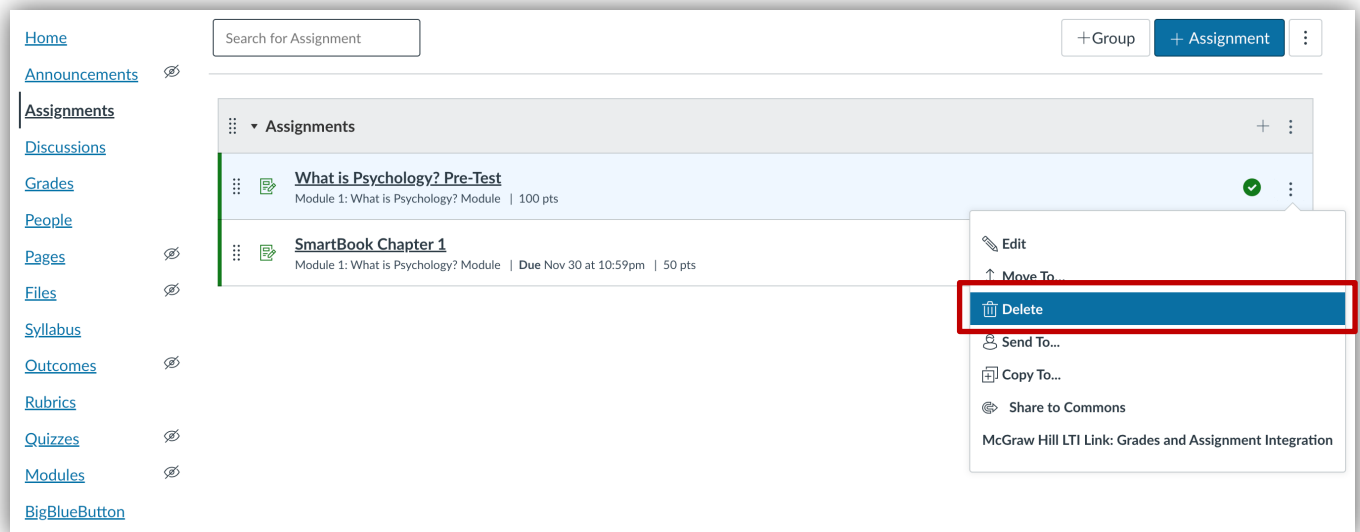 Home
Announcements
Assignments
Discussions
Grades
People
Pages
Files
Syllabus
Outcomes
Rubrics
Quizzes
Modules
BigBlueButton
Search for Assignment
+Group
+ Assignment
Assignments
What is Psychology? Pre-Test
Module 1: What is Psychology? Module | 100 pts
SmartBook Chapter 1
Module 1: What is Psychology? Module | Due Nov 30 at 10:59pm | 50 pts
Edit
Move To...
Delete
Send To...
Copy To...
Share to Commons
McGraw Hill LTI Link: Grades and Assignment Integration